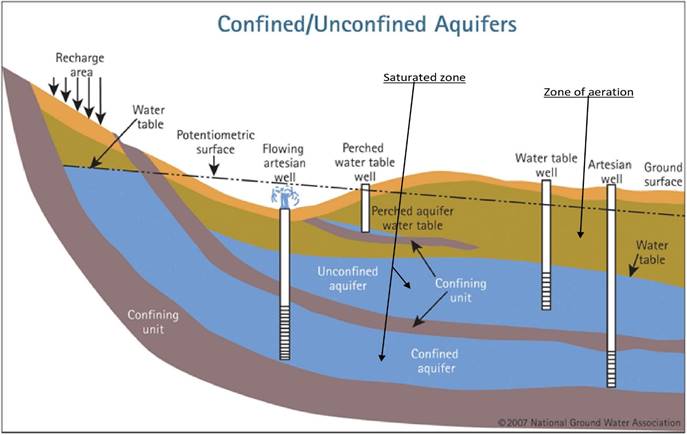 Confined/Unconfined Aquifers
Recharge
area
Saturated zone
Zone of aeration
Water
table
Potentiometric
surface
Flowing
artesian
well
Perched
water table
well
Water table
well
Artesian
well
Ground
surface
Perched aquifer
water table
Water
table
Unconfined
aquifer
Confining
unit
Confining
unit
Confined
aquifer
©2007 National Ground Water Association